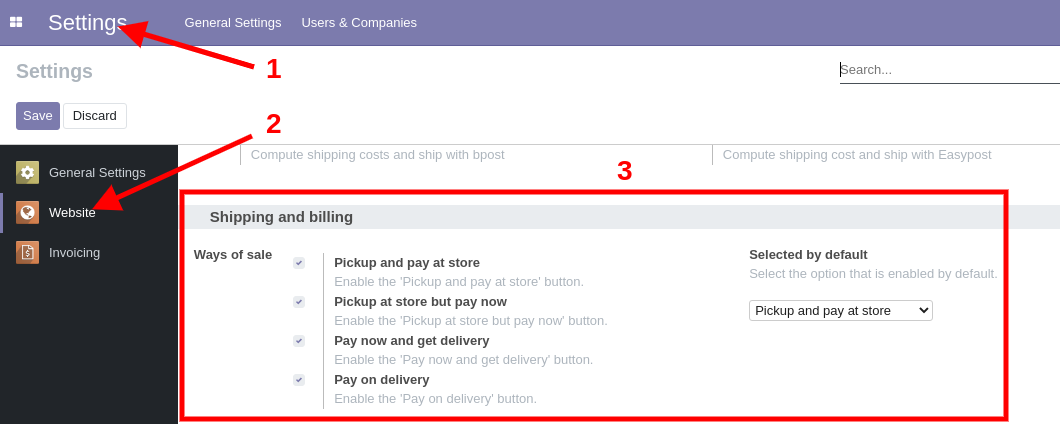 Settings General Settings Users & Companies
1
Settings
Search...
Save Discard
2
Compute shipping costs and ship with bpost Compute shipping cost and ship with Easypost
General Settings
3
Website
Invoicing
Shipping and billing
Ways of sale
Pickup and pay at store
Enable the 'Pickup and pay at store' button.
Pickup at store but pay now
Enable the 'Pickup at store but pay now' button.
Pay now and get delivery
Enable the 'Pay now and get delivery' button.
Pay on delivery
Enable the 'Pay on delivery' button.
Selected by default
Select the option that is enabled by default.
Pickup and pay at store